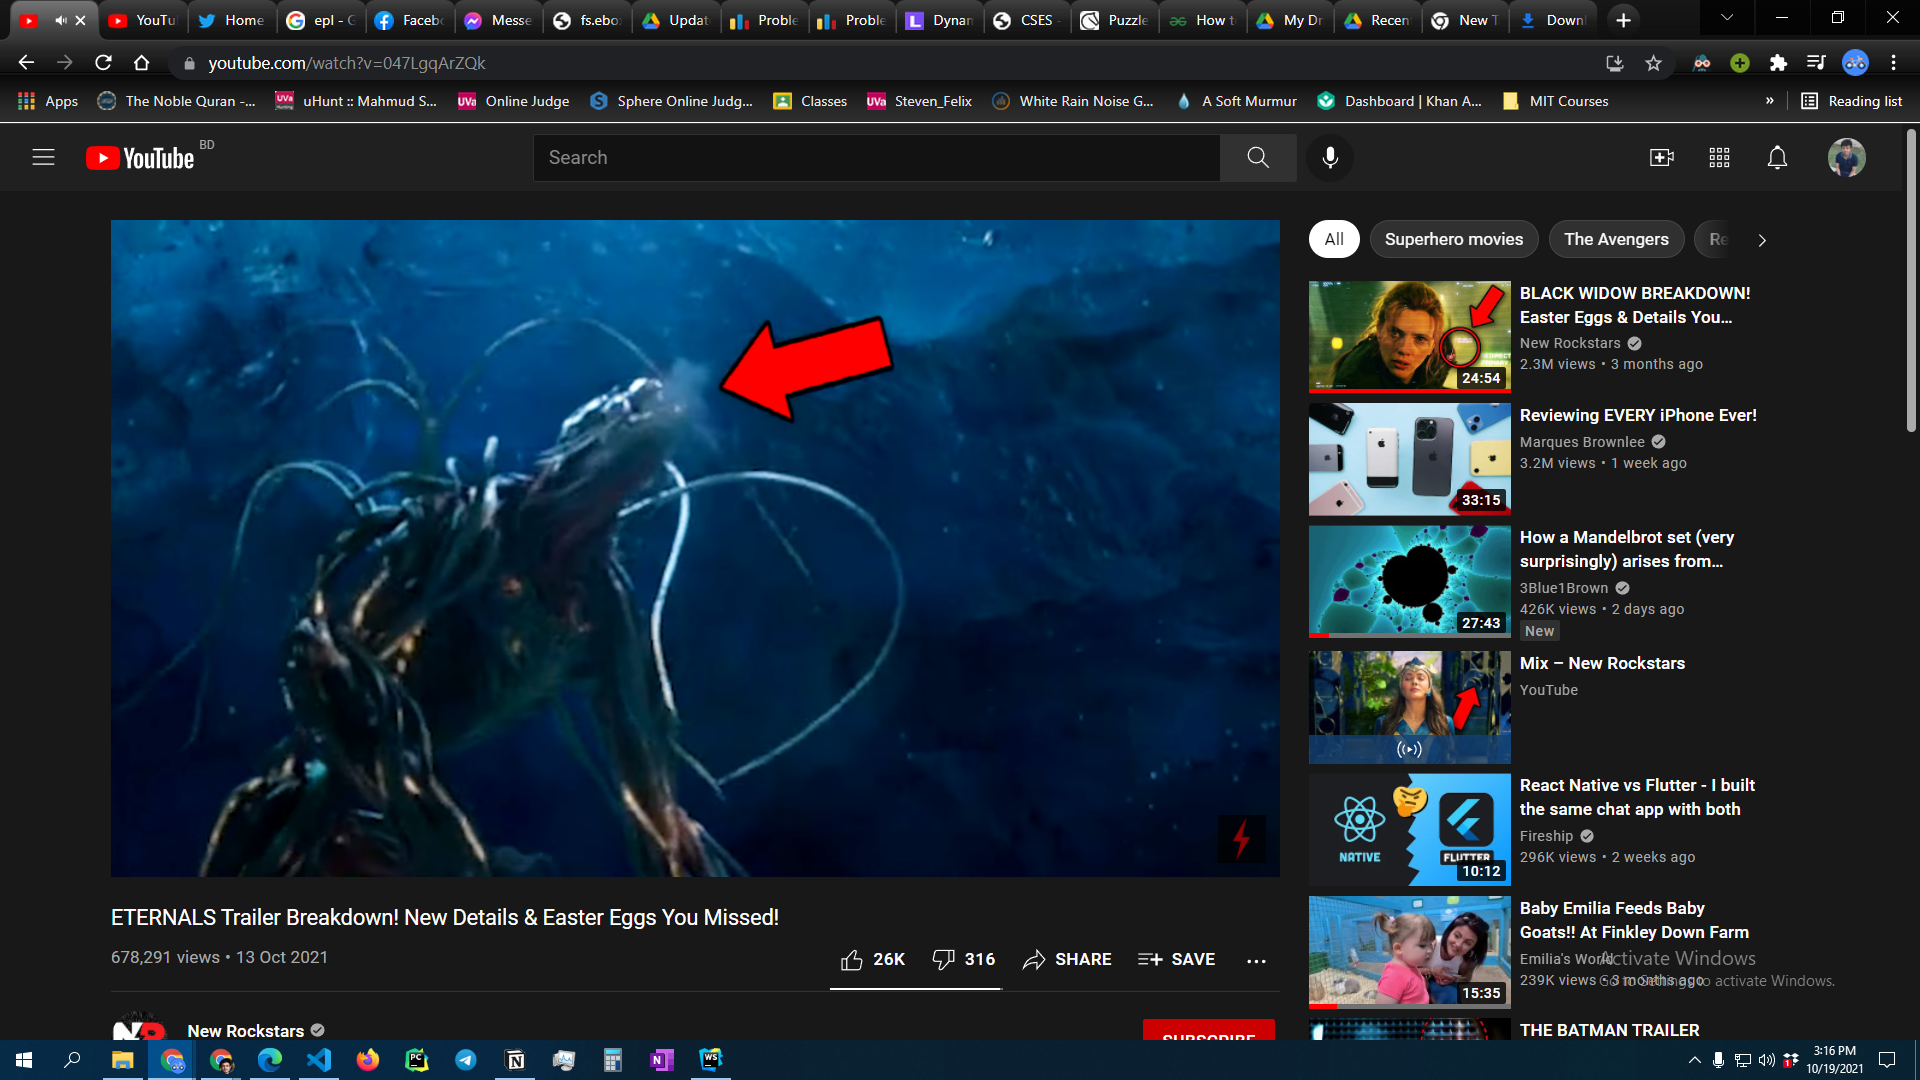 YouTu
Home
epl - G
Faceb
Messe
fs.ebo
Updat
Proble
Proble
Dynar
CSES -
Puzzle
How t
My Dr
Recen
New T
Downl
youtube.com/watch?v=047LgqArZQk
Apps
The Noble Quran -...
uHunt :: Mahmud S...
Online Judge
Sphere Online Judg...
Classes
Steven_Felix
White Rain Noise G...
A Soft Murmur
Dashboard | Khan A...
MIT Courses
»
Reading list
YouTube BD
Search
All
Superhero movies
The Avengers
Re
BLACK WIDOW BREAKDOWN!
Easter Eggs & Details You...
New Rockstars
2.3M views • 3 months ago
24:54
Reviewing EVERY iPhone Ever!
Marques Brownlee
3.2M views • 1 week ago
33:15
How a Mandelbrot set (very
surprisingly) arises from...
3Blue1Brown
426K views • 2 days ago
New
27:43
Mix – New Rockstars
YouTube
React Native vs Flutter - I built
the same chat app with both
Fireship
296K views • 2 weeks ago
NATIVE
FLUTTER
10:12
Baby Emilia Feeds Baby
Goats!! At Finkley Down Farm
Emilia's World
239K views • 3 months ago
15:35
Activate Windows
Go to Settings to activate Windows.
THE BATMAN TRAILER
ETERNALS Trailer Breakdown! New Details & Easter Eggs You Missed!
678,291 views • 13 Oct 2021
26K
316
SHARE
SAVE
New Rockstars
SUBSCRIBE
3:16 PM
10/19/2021